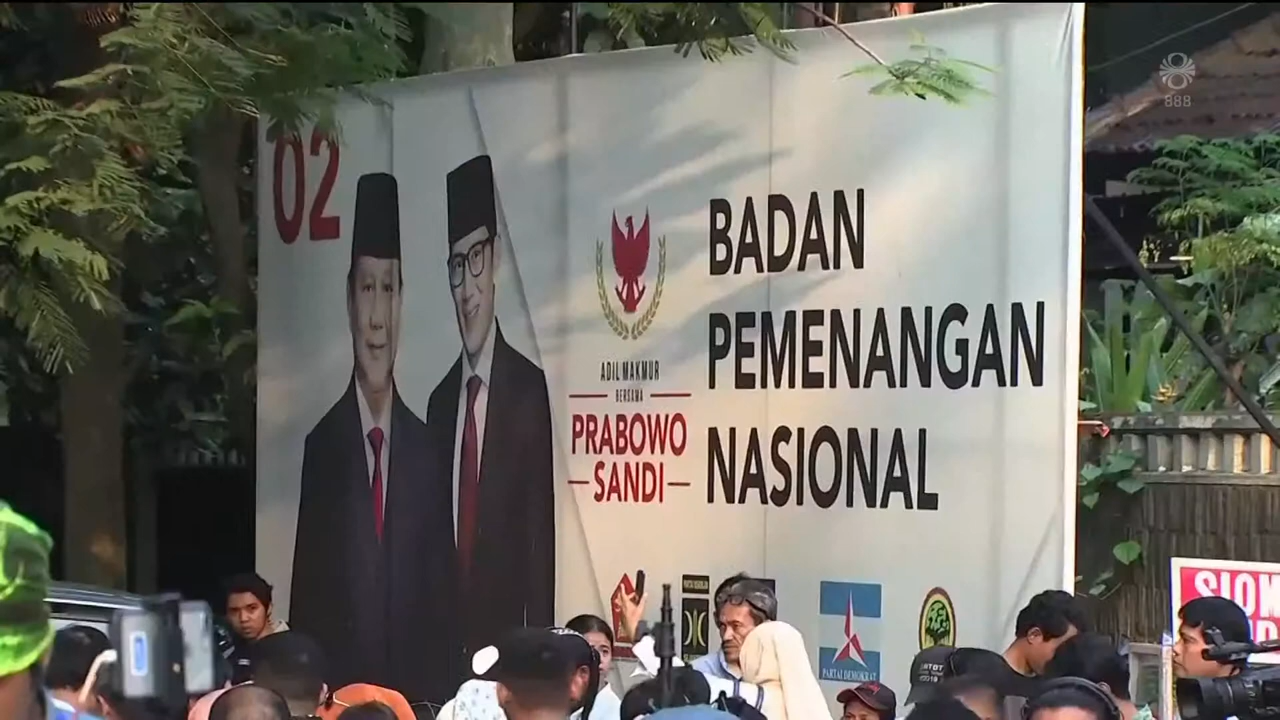 02
ADIL MAKMUR
BERSAMA
PRABOWO
SANDI
BADAN
PEMENANGAN
NASIONAL
PARTAI DEMOKRAT
888